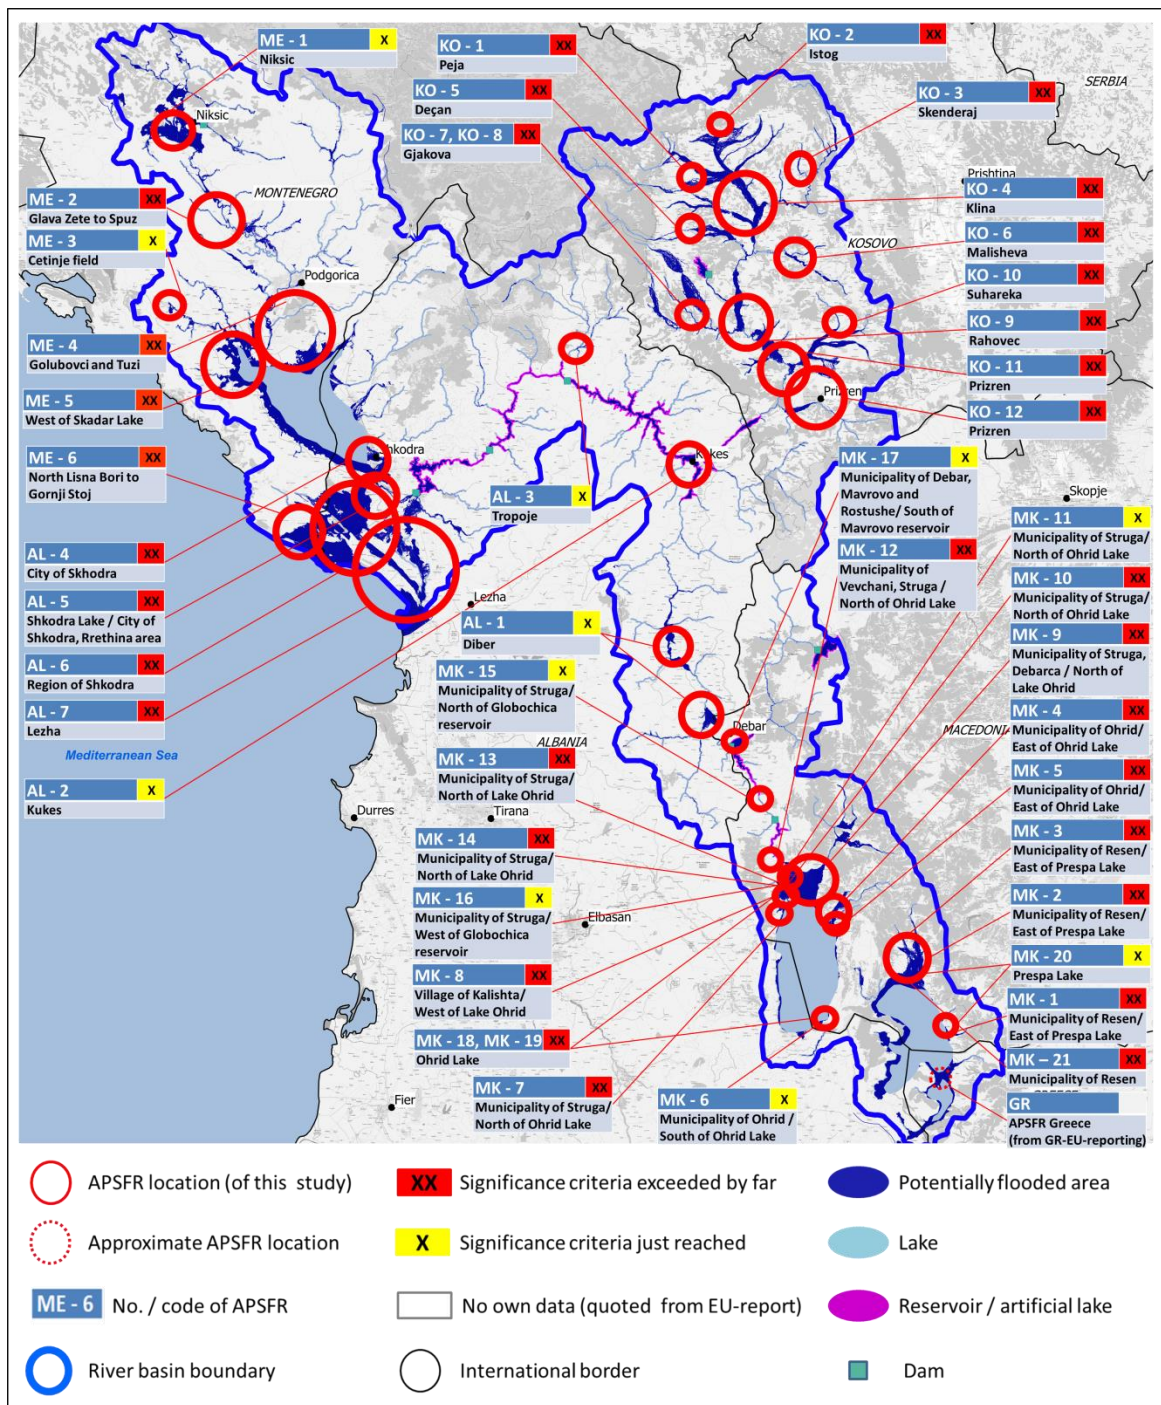 ME - 1 X
Niksic
KO - 1 XX
Peja
KO - 2 XX
Istog
KO - 5 XX
Deçan
KO - 3 XX
Skenderaj
KO - 7, KO - 8 XX
Gjakova
SERBIA
Niksic
Prishtina
MONTENEGRO
ME - 2 XX
Glava Zete to Spuz
ME - 3 X
Cetinje field
KO - 4 XX
Klina
KO - 6 XX
Malisheva
KOSOVO
KO - 10 XX
Suhareka
Podgorica
KO - 9 XX
Rahovec
ME - 4 XX
Golubovci and Tuzi
KO - 11 XX
Prizren
ME - 5 XX
West of Skadar Lake
KO - 12 XX
Prizren
Prizren
ME - 6 XX
North Lisna Bori to
Gornji Stoj
Shkodra
Kukes
MK - 17 X
Municipality of Debar,
Mavrovo and
Rostushe/ South of
Mavrovo reservoir
Skopje
AL - 3 X
Tropoje
MK - 11 X
Municipality of Struga/
North of Ohrid Lake
AL - 4 XX
City of Skhodra
MK - 12 XX
Municipality of
Vevchani, Struga /
North of Ohrid Lake
MK - 10 XX
Municipality of Struga/
North of Ohrid Lake
AL - 5 XX
Shkodra Lake / City of
Shkodra, Rrethina area
Lezha
AL - 1 X
Diber
MK - 9 XX
Municipality of Struga,
Debarca / North of
Lake Ohrid
AL - 6 XX
Region of Shkodra
MK - 15 X
Municipality of Struga/
North of Globochica
reservoir
AL - 7 XX
Lezha
MK - 4 XX
Municipality of Ohrid/
East of Ohrid Lake
Debar
MACEDONI
ALBANIA
Mediterranean Sea
MK - 13 XX
Municipality of Struga/
North of Lake Ohrid
MK - 5 XX
Municipality of Ohrid/
East of Ohrid Lake
AL - 2 X
Kukes
Durres
Tirana
MK - 3 XX
Municipality of Resen/
East of Prespa Lake
MK - 14 XX
Municipality of Struga/
North of Lake Ohrid
MK - 2 XX
Municipality of Resen/
East of Prespa Lake
MK - 16 X
Municipality of Struga/
West of Globochica
reservoir
Elbasan
MK - 20 X
Prespa Lake
MK - 8 XX
Village of Kalishta/
West of Lake Ohrid
MK - 1 XX
Municipality of Resen/
East of Prespa Lake
MK - 18, MK - 19 XX
Ohrid Lake
MK – 21 XX
Municipality of Resen
MK - 7 XX
Municipality of Struga/
North of Ohrid Lake
MK - 6 X
Municipality of Ohrid /
South of Ohrid Lake
Fier
GR
APSFR Greece
(from GR-EU-reporting)
APSFR location (of this study)
XX Significance criteria exceeded by far
Potentially flooded area
Approximate APSFR location
X Significance criteria just reached
Lake
ME - 6 No. / code of APSFR
No own data (quoted from EU-report)
Reservoir / artificial lake
River basin boundary
International border
Dam